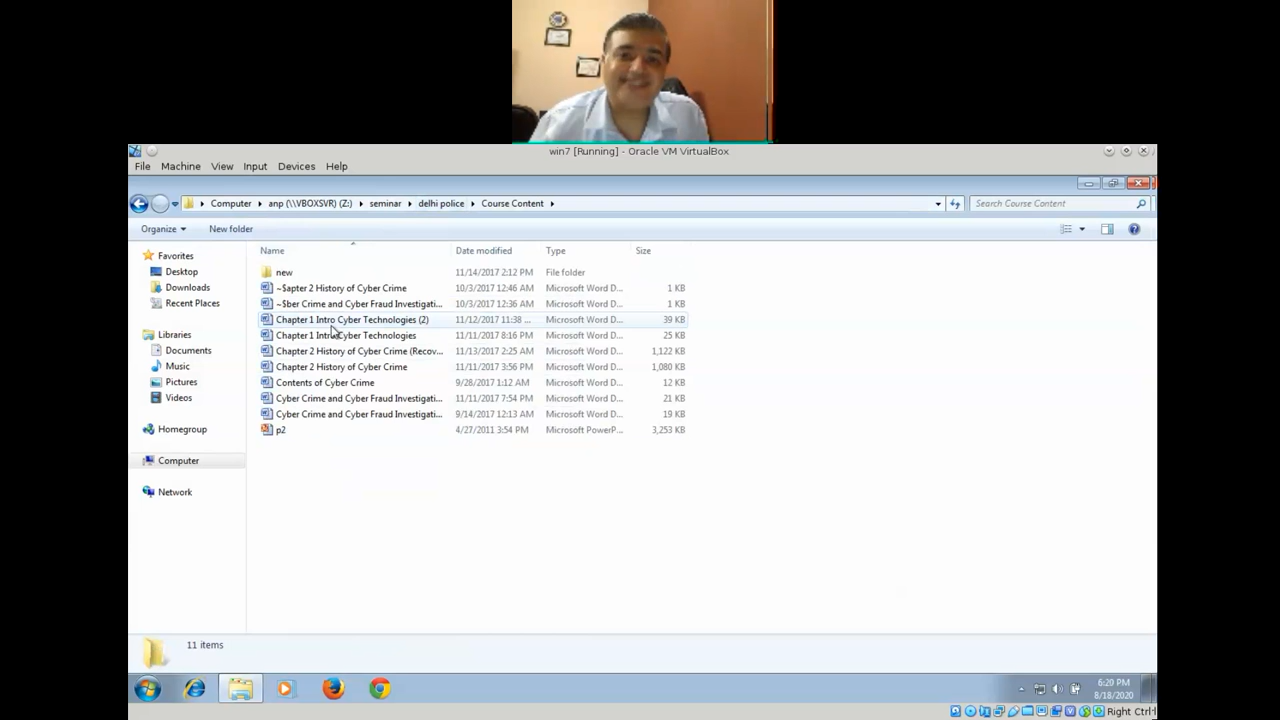 win7 [Running] - Oracle VM VirtualBox
File Machine View Input Devices Help
Computer anp (\\VBOXSVR) (Z:) seminar delhi police Course Content Search Course Content
Organize New folder
Name Date modified Type Size
Favorites
Desktop
Downloads
Recent Places
Libraries
Documents
Music
Pictures
Videos
Homegroup
Computer
Network
new 11/14/2017 2:12 PM File folder
~$apter 2 History of Cyber Crime 10/3/2017 12:46 AM Microsoft Word D... 1 KB
~$ber Crime and Cyber Fraud Investigati... 10/3/2017 12:36 AM Microsoft Word D... 1 KB
Chapter 1 Intro Cyber Technologies (2) 11/12/2017 11:38 ... Microsoft Word D... 39 KB
Chapter 1 Intro Cyber Technologies 11/11/2017 8:16 PM Microsoft Word D... 25 KB
Chapter 2 History of Cyber Crime (Recov... 11/13/2017 2:25 AM Microsoft Word D... 1,122 KB
Chapter 2 History of Cyber Crime 11/11/2017 3:56 PM Microsoft Word D... 1,080 KB
Contents of Cyber Crime 9/28/2017 1:12 AM Microsoft Word D... 12 KB
Cyber Crime and Cyber Fraud Investigati... 11/11/2017 7:54 PM Microsoft Word D... 21 KB
Cyber Crime and Cyber Fraud Investigati... 9/14/2017 12:13 AM Microsoft Word D... 19 KB
p2 4/27/2011 3:54 PM Microsoft PowerP... 3,253 KB
11 items
6:20 PM
8/18/2020
Right Ctrl